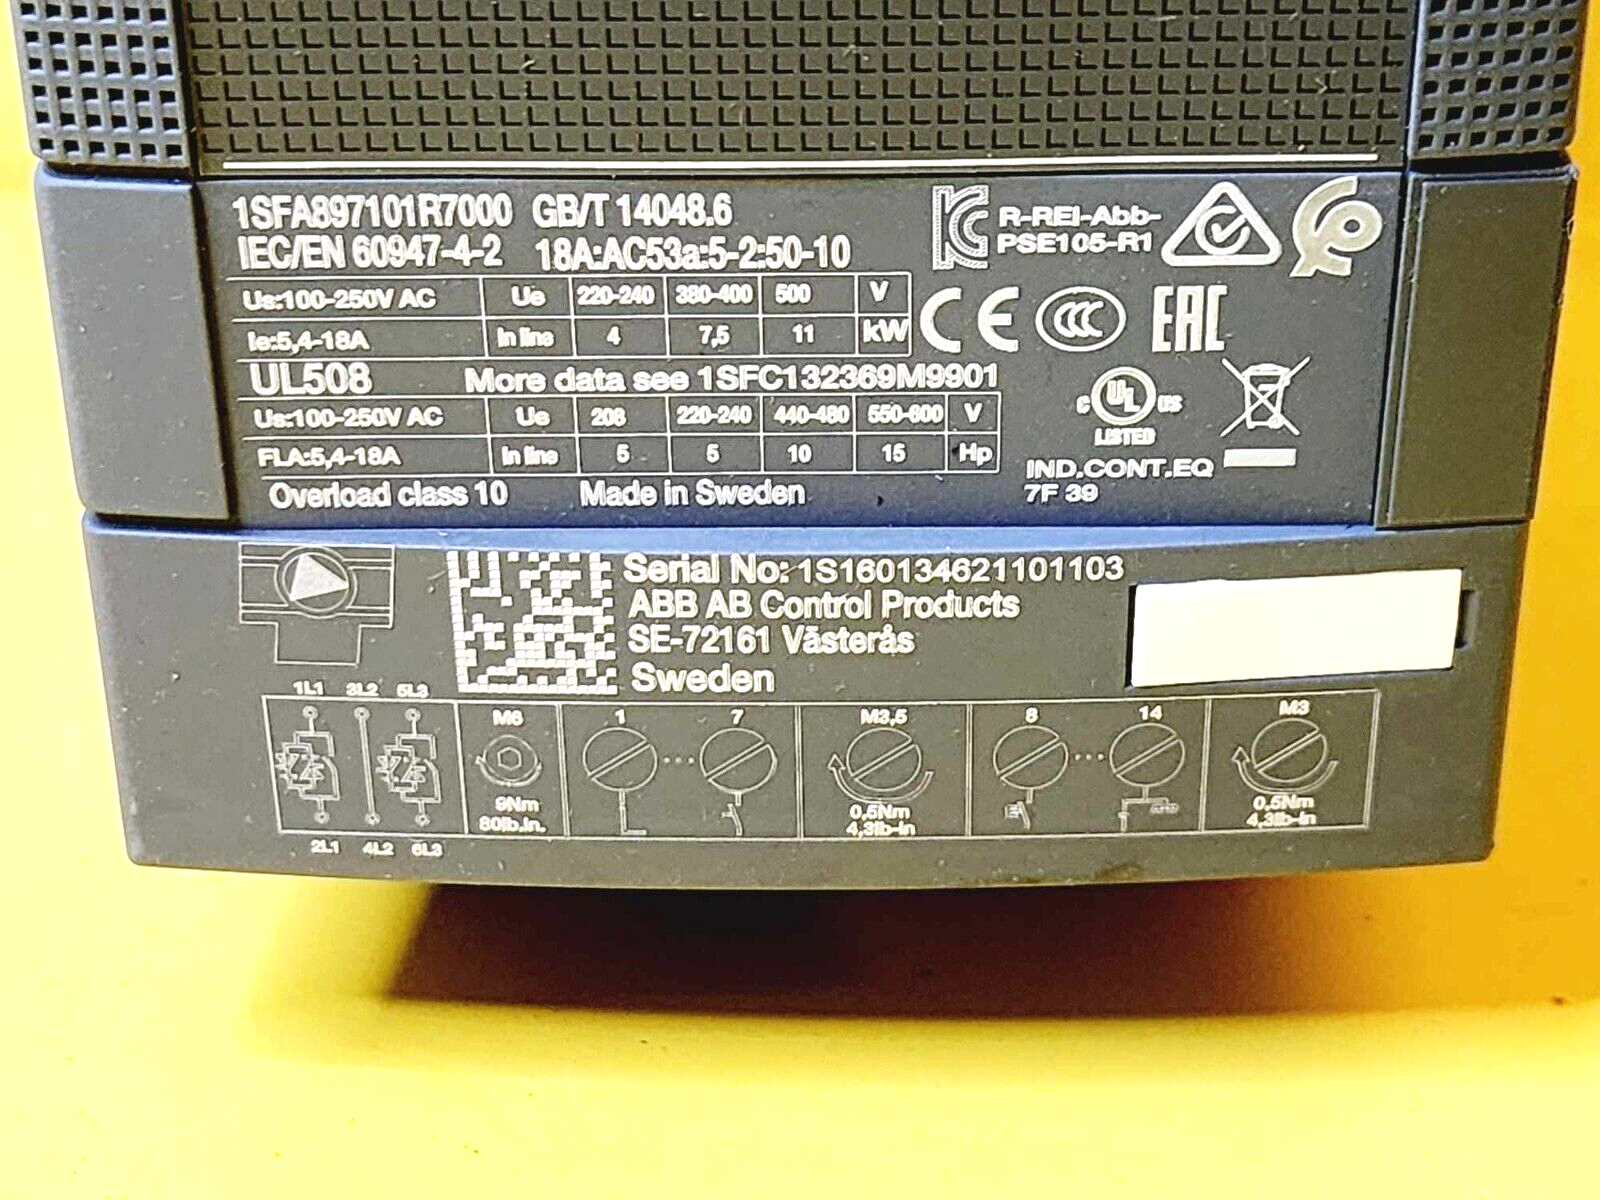 1SFA897101R7000 GB/T 14048.6
IEC/EN 60947-4-2 18A:AC53a:5-2:50-10
R-REI-Abb-
PSE105-R1
Us:100-250V AC Ue 220-240 380-400 500 V
Ie:5,4-18A In line 4 7,5 11 kW
CE CCC EAC
UL508 More data see 1SFC132369M9901
Us:100-250V AC Ue 208 220-240 440-480 550-600 V
FLA:5,4-18A In line 5 5 10 15 Hp
c UL us
LISTED
IND.CONT.EQ
7F 39
Overload class 10 Made in Sweden
Serial No: 1S160134621101103
ABB AB Control Products
SE-72161 Västerås
Sweden
1L1 3L2 5L3
M6 1 7 M3,5 8 14 M3
9Nm 0,5Nm 0,5Nm
80lb.in. 4,3lb-in 4,3lb-in
2L1 4L2 6L3